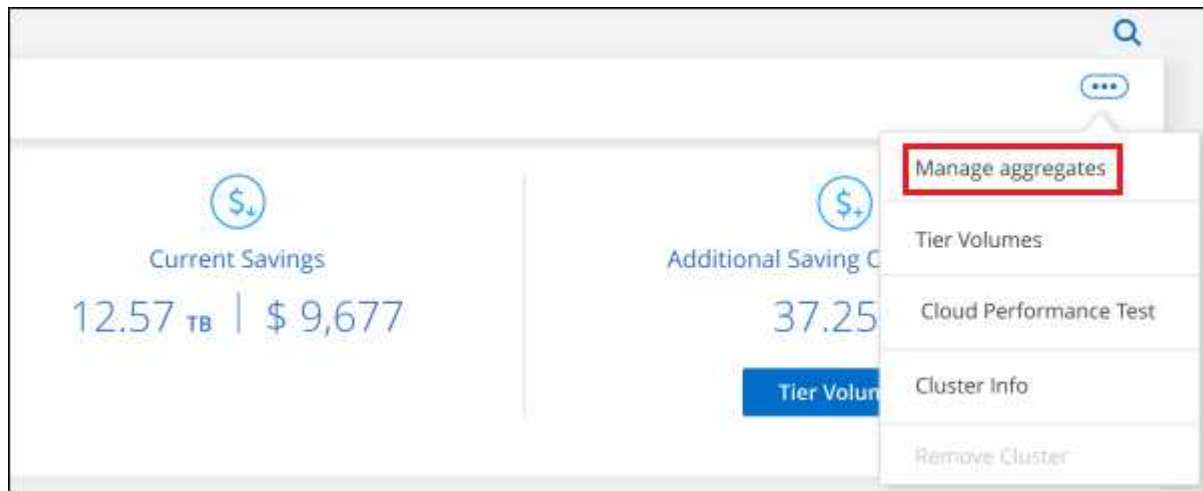 Manage aggregates
Current Savings
Additional Saving
Tier Volumes
12.57 TB | $ 9,677
37.25
Cloud Performance Test
Tier
Cluster Info
Remove Cluster